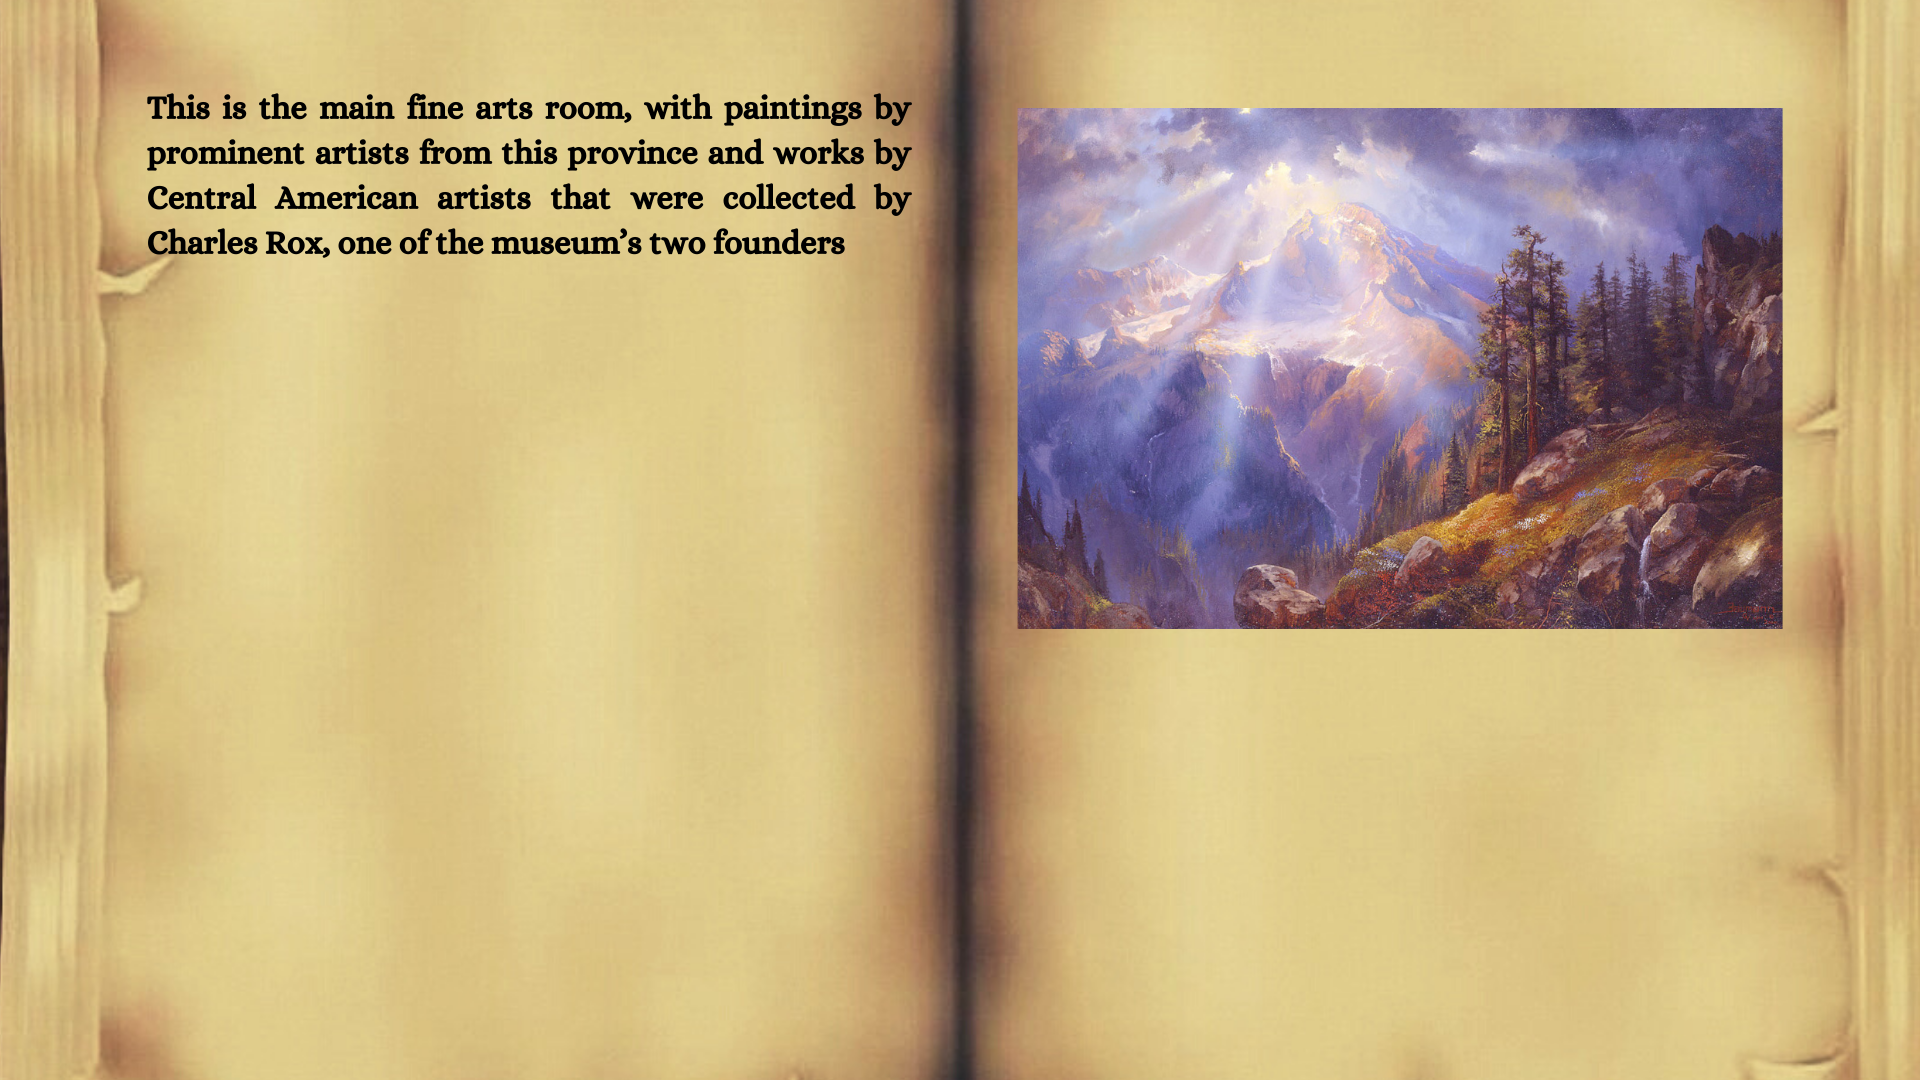 This is the main fine arts room, with paintings by
prominent artists from this province and works by
Central American artists that were collected by
Charles Rox, one of the museum’s two founders